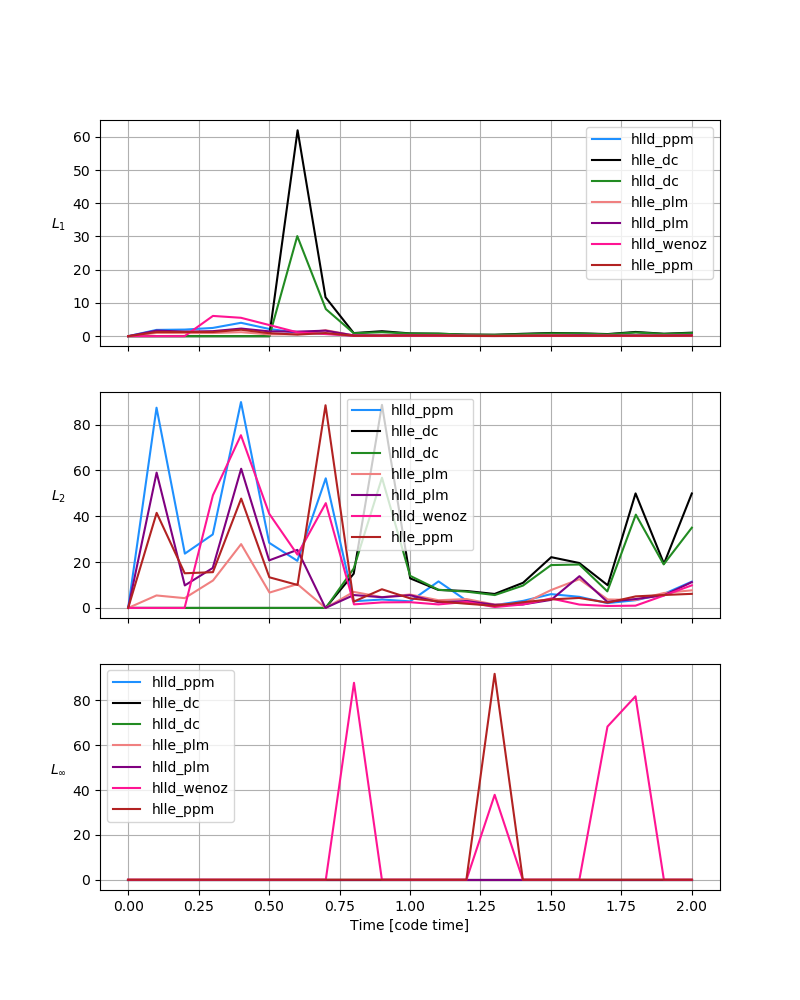 60
50
40
30
20
10
0
L₁
hlld_ppm
hlle_dc
hlld_dc
hlle_plm
hlld_plm
hlld_wenoz
hlle_ppm
80
60
40
20
0
L₂
hlld_ppm
hlle_dc
hlld_dc
hlle_plm
hlld_plm
hlld_wenoz
hlle_ppm
80
60
40
20
0
L∞
hlld_ppm
hlle_dc
hlld_dc
hlle_plm
hlld_plm
hlld_wenoz
hlle_ppm
0.00 0.25 0.50 0.75 1.00 1.25 1.50 1.75 2.00
Time [code time]